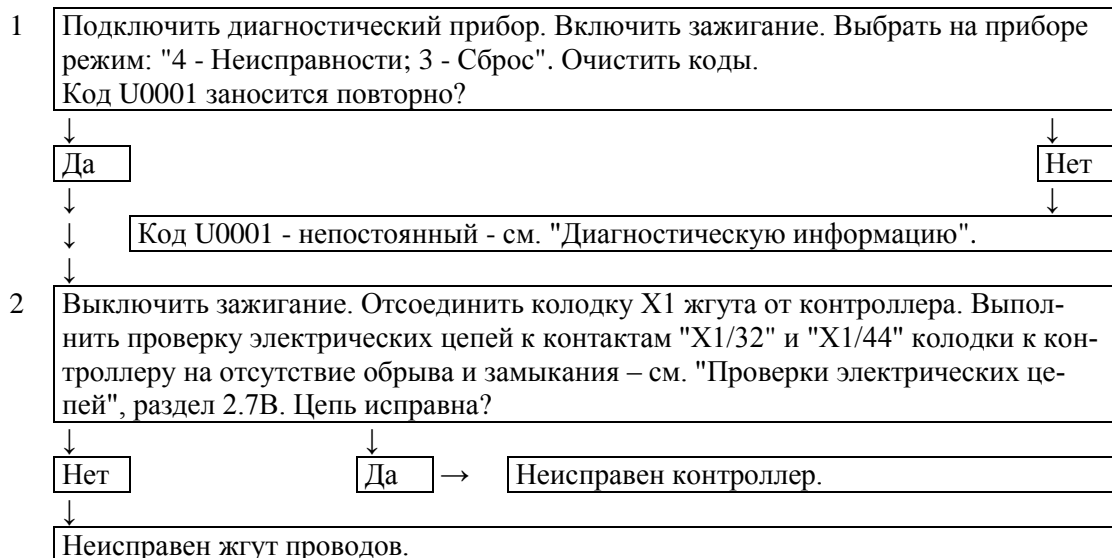 1 Подключить диагностический прибор. Включить зажигание. Выбрать на приборе
режим: "4 - Неисправности; 3 - Сброс". Очистить коды.
Код U0001 заносится повторно?
↓ ↓
Да Нет
↓ ↓
↓ Код U0001 - непостоянный - см. "Диагностическую информацию".
↓
2 Выключить зажигание. Отсоединить колодку X1 жгута от контроллера. Выпол-
нить проверку электрических цепей к контактам "X1/32" и "X1/44" колодки к кон-
троллеру на отсутствие обрыва и замыкания – см. "Проверки электрических це-
пей", раздел 2.7В. Цепь исправна?
↓ ↓
Нет Да → Неисправен контроллер.
↓
Неисправен жгут проводов.